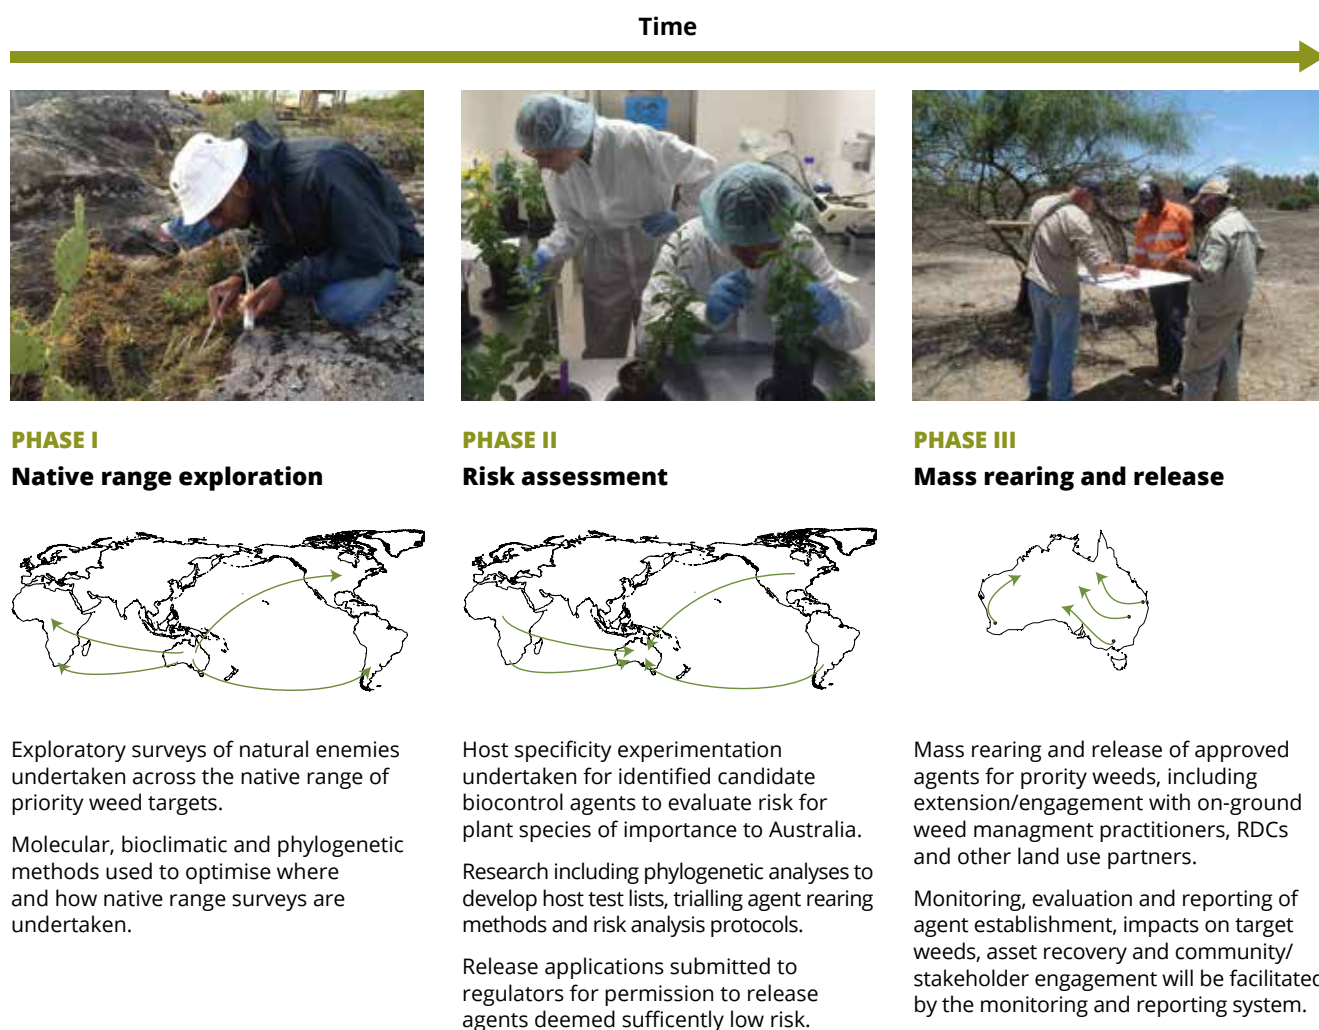 Time
PHASE I
Native range exploration
Exploratory surveys of natural enemies
undertaken across the native range of
priority weed targets.
Molecular, bioclimatic and phylogenetic
methods used to optimise where
and how native range surveys are
undertaken.
PHASE II
Risk assessment
Host specificity experimentation
undertaken for identified candidate
biocontrol agents to evaluate risk for
plant species of importance to Australia.
Research including phylogenetic analyses to
develop host test lists, trialling agent rearing
methods and risk analysis protocols.
Release applications submitted to
regulators for permission to release
agents deemed sufficently low risk.
PHASE III
Mass rearing and release
Mass rearing and release of approved
agents for prority weeds, including
extension/engagement with on-ground
weed managment practitioners, RDCs
and other land use partners.
Monitoring, evaluation and reporting of
agent establishment, impacts on target
weeds, asset recovery and community/
stakeholder engagement will be facilitated
by the monitoring and reporting system.